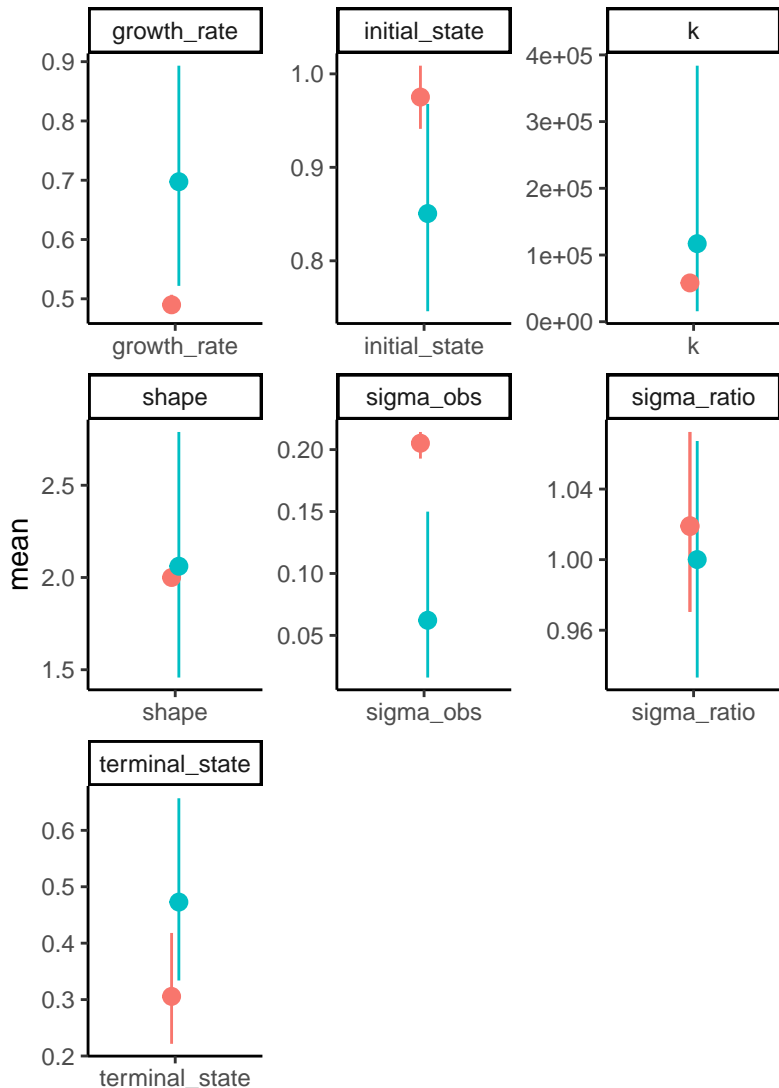 growth_rate
initial_state
k
0.9
0.8
0.7
0.6
0.5
1.0
0.9
0.8
4e+05
3e+05
2e+05
1e+05
0e+00
growth_rate
initial_state
k
shape
sigma_obs
sigma_ratio
mean
2.5
2.0
1.5
0.20
0.15
0.10
0.05
1.04
1.00
0.96
shape
sigma_obs
sigma_ratio
terminal_state
0.6
0.5
0.4
0.3
0.2
terminal_state